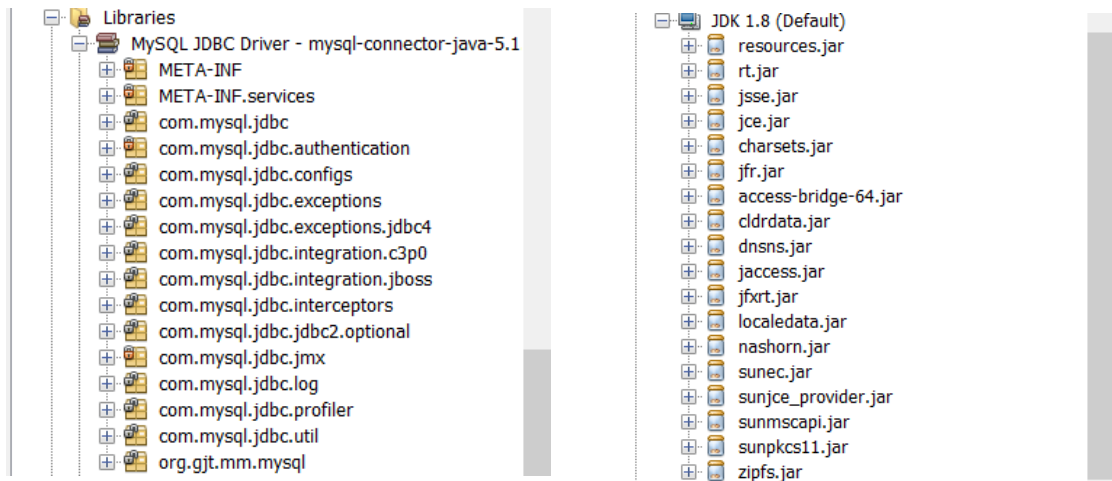 Libraries
MySQL JDBC Driver - mysql-connector-java-5.1
META-INF
META-INF.services
com.mysql.jdbc
com.mysql.jdbc.authentication
com.mysql.jdbc.configs
com.mysql.jdbc.exceptions
com.mysql.jdbc.exceptions.jdbc4
com.mysql.jdbc.integration.c3p0
com.mysql.jdbc.integration.jboss
com.mysql.jdbc.interceptors
com.mysql.jdbc.jdbc2.optional
com.mysql.jdbc.jmx
com.mysql.jdbc.log
com.mysql.jdbc.profiler
com.mysql.jdbc.util
org.gjt.mm.mysql
JDK 1.8 (Default)
resources.jar
rt.jar
jsse.jar
jce.jar
charsets.jar
jfr.jar
access-bridge-64.jar
cldrdata.jar
dnsns.jar
jaccess.jar
jfxrt.jar
localedata.jar
nashorn.jar
sunec.jar
sunjce_provider.jar
sunmscapi.jar
sunpkcs11.jar
zipfs.jar